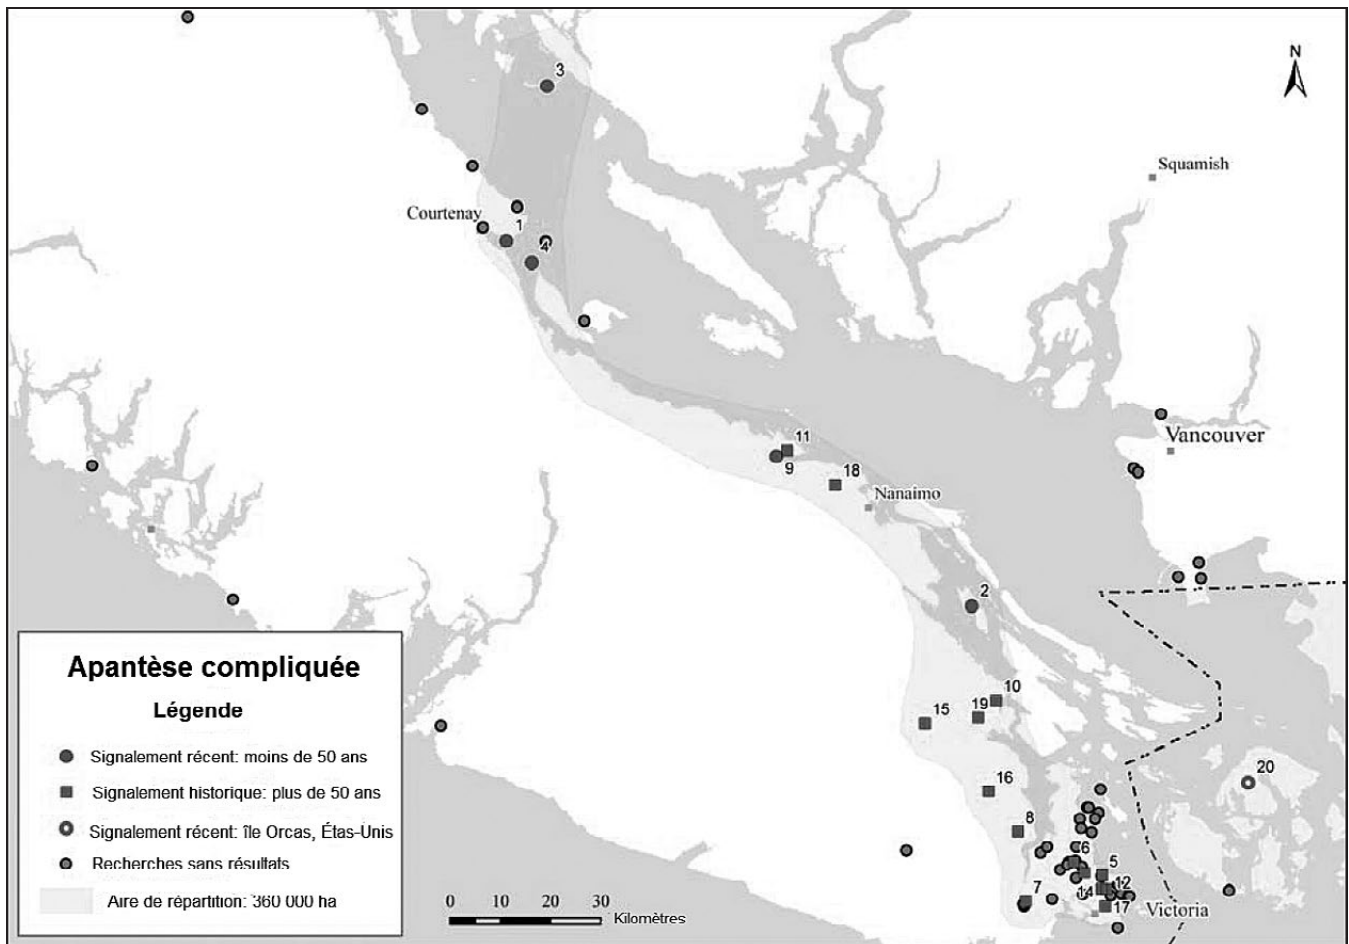 N
3
Squamish
Courtenay
1
4
Vancouver
11
9
18
Nanaimo
2
10
19
15
20
16
8
6
5
7
14
12
17
Victoria
Apantèse compliquée
Légende
Signalement récent: moins de 50 ans
Signalement historique: plus de 50 ans
Signalement récent: île Orcas, Étas-Unis
Recherches sans résultats
Aire de répartition: 360 000 ha
0 10 20 30
Kilomètres